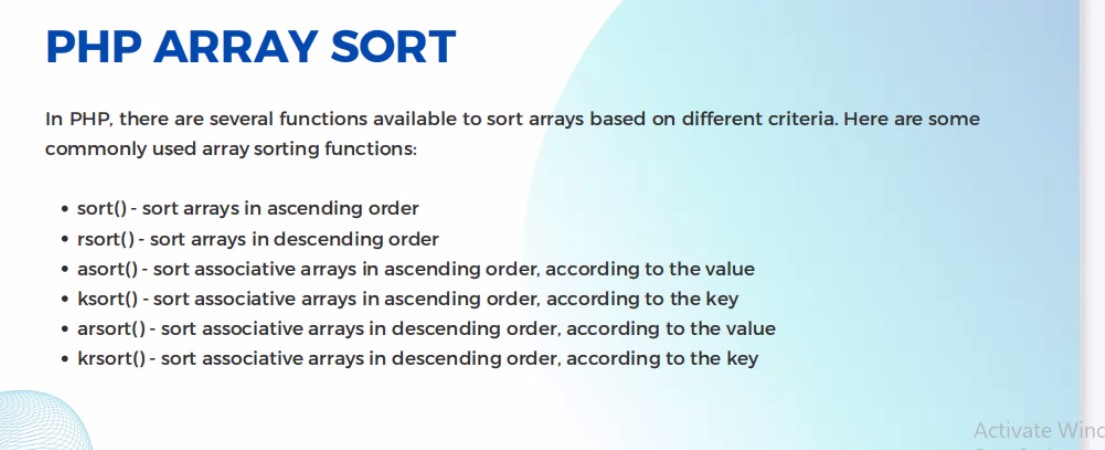 PHP ARRAY SORT
In PHP, there are several functions available to sort arrays based on different criteria. Here are some
commonly used array sorting functions:
• sort() - sort arrays in ascending order
• rsort() - sort arrays in descending order
• asort() - sort associative arrays in ascending order, according to the value
• ksort() - sort associative arrays in ascending order, according to the key
• arsort() - sort associative arrays in descending order, according to the value
• krsort() - sort associative arrays in descending order, according to the key
Activate Wind